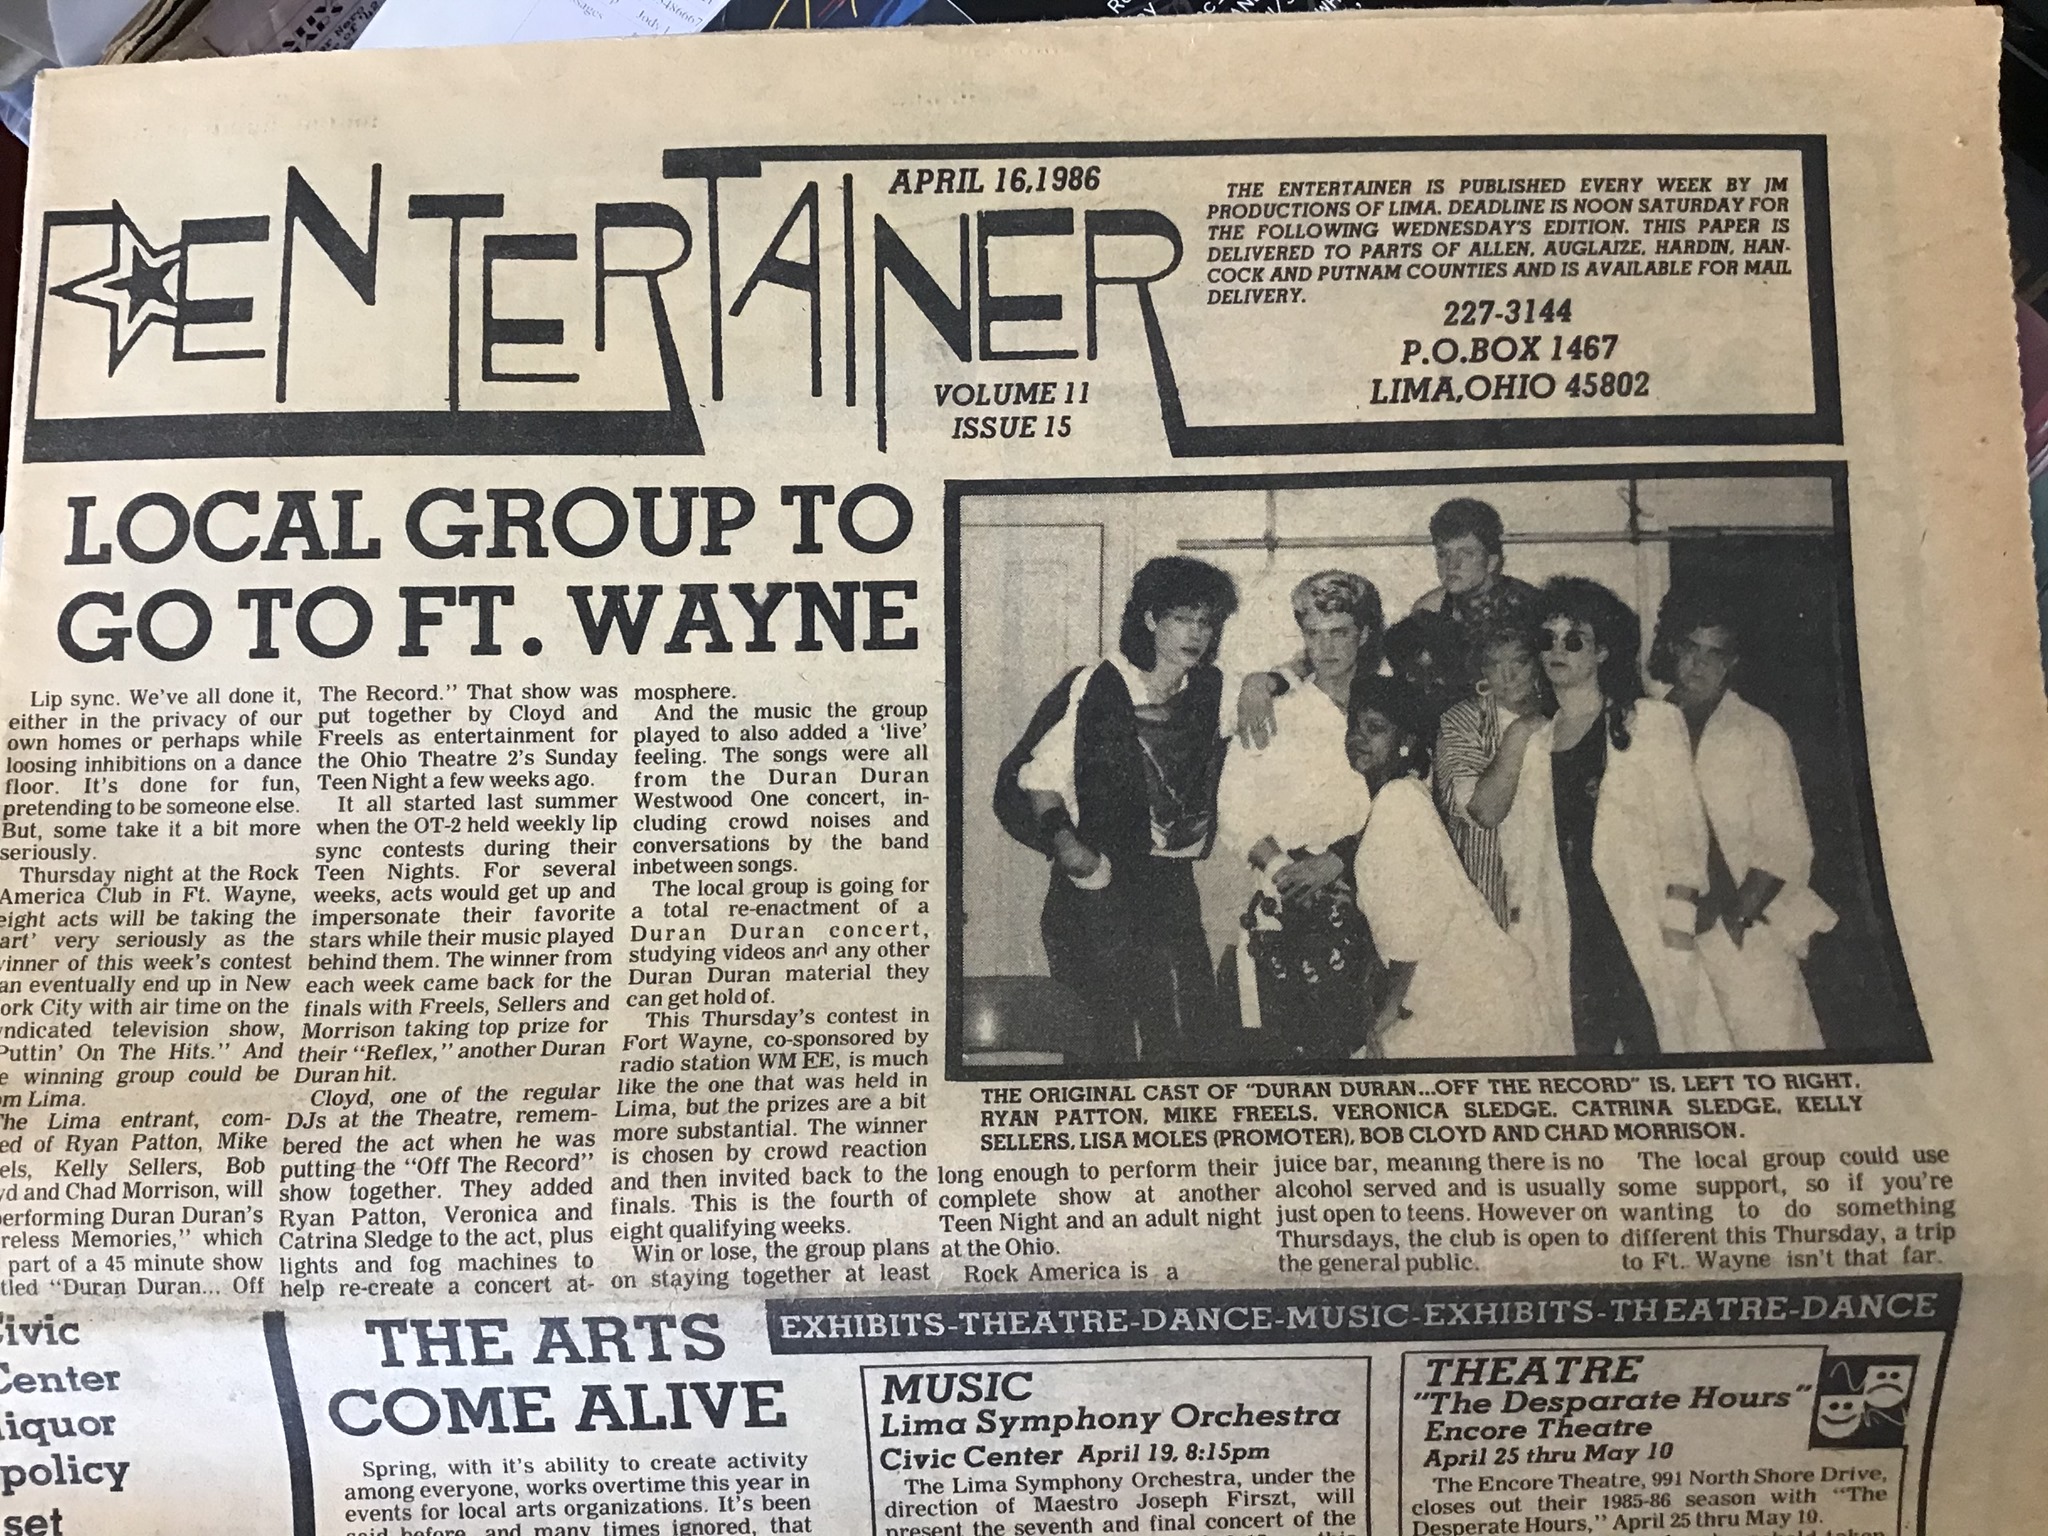 ENTERTAINER
APRIL 16,1986
VOLUME 11
ISSUE 15
THE ENTERTAINER IS PUBLISHED EVERY WEEK BY JM
PRODUCTIONS OF LIMA. DEADLINE IS NOON SATURDAY FOR
THE FOLLOWING WEDNESDAY'S EDITION. THIS PAPER IS
DELIVERED TO PARTS OF ALLEN, AUGLAIZE, HARDIN, HAN-
COCK AND PUTNAM COUNTIES AND IS AVAILABLE FOR MAIL
DELIVERY.
227-3144
P.O.BOX 1467
LIMA,OHIO 45802
LOCAL GROUP TO
GO TO FT. WAYNE
Lip sync. We've all done it,
either in the privacy of our
own homes or perhaps while
loosing inhibitions on a dance
floor. It's done for fun,
pretending to be someone else.
But, some take it a bit more
seriously.
Thursday night at the Rock
America Club in Ft. Wayne,
eight acts will be taking the
art' very seriously as the
winner of this week's contest
an eventually end up in New
ork City with air time on the
yndicated television show,
Puttin' On The Hits." And
e winning group could be
om Lima.
The Lima entrant, com-
ed of Ryan Patton, Mike
els, Kelly Sellers, Bob
yd and Chad Morrison, will
performing Duran Duran's
reless Memories," which
part of a 45 minute show
tled "Duran Duran... Off
The Record." That show was
put together by Cloyd and
Freels as entertainment for
the Ohio Theatre 2's Sunday
Teen Night a few weeks ago.
It all started last summer
when the OT-2 held weekly lip
sync contests during their
Teen Nights. For several
weeks, acts would get up and
impersonate their favorite
stars while their music played
behind them. The winner from
each week came back for the
finals with Freels, Sellers and
Morrison taking top prize for
their "Reflex," another Duran
Duran hit.
Cloyd, one of the regular
DJs at the Theatre, remem-
bered the act when he was
putting the "Off The Record"
show together. They added
Ryan Patton, Veronica and
Catrina Sledge to the act, plus
lights and fog machines to
help re-create a concert at-
mosphere.
And the music the group
played to also added a 'live'
feeling. The songs were all
from the Duran Duran
Westwood One concert, in-
cluding crowd noises and
conversations by the band
inbetween songs.
The local group is going for
a total re-enactment of a
Duran Duran concert,
studying videos and any other
Duran Duran material they
can get hold of.
This Thursday's contest in
Fort Wayne, co-sponsored by
radio station WMEE, is much
like the one that was held in
Lima, but the prizes are a bit
more substantial. The winner
is chosen by crowd reaction
and then invited back to the
finals. This is the fourth of
eight qualifying weeks.
Win or lose, the group plans
on staying together at least
THE ORIGINAL CAST OF "DURAN DURAN...OFF THE RECORD" IS, LEFT TO RIGHT,
RYAN PATTON, MIKE FREELS, VERONICA SLEDGE, CATRINA SLEDGE, KELLY
SELLERS, LISA MOLES (PROMOTER), BOB CLOYD AND CHAD MORRISON.
long enough to perform their
complete show at another
Teen Night and an adult night
at the Ohio.
Rock America is a
juice bar, meaning there is no
alcohol served and is usually
just open to teens. However on
Thursdays, the club is open to
the general public.
The local group could use
some support, so if you're
wanting to do something
different this Thursday, a trip
to Ft. Wayne isn't that far.
Civic
Center
liquor
policy
set
THE ARTS
COME ALIVE
Spring, with it's ability to create activity
among everyone, works overtime this year in
events for local arts organizations. It's been
said before, and many times ignored, that
EXHIBITS-THEATRE-DANCE-MUSIC-EXHIBITS-THEATRE-DANCE
MUSIC
Lima Symphony Orchestra
Civic Center April 19, 8:15pm
The Lima Symphony Orchestra, under the
direction of Maestro Joseph Firszt, will
present the seventh and final concert of the
THEATRE
"The Desparate Hours"
Encore Theatre
April 25 thru May 10
The Encore Theatre, 991 North Shore Drive,
closes out their 1985-86 season with "The
Desperate Hours," April 25 thru May 10.